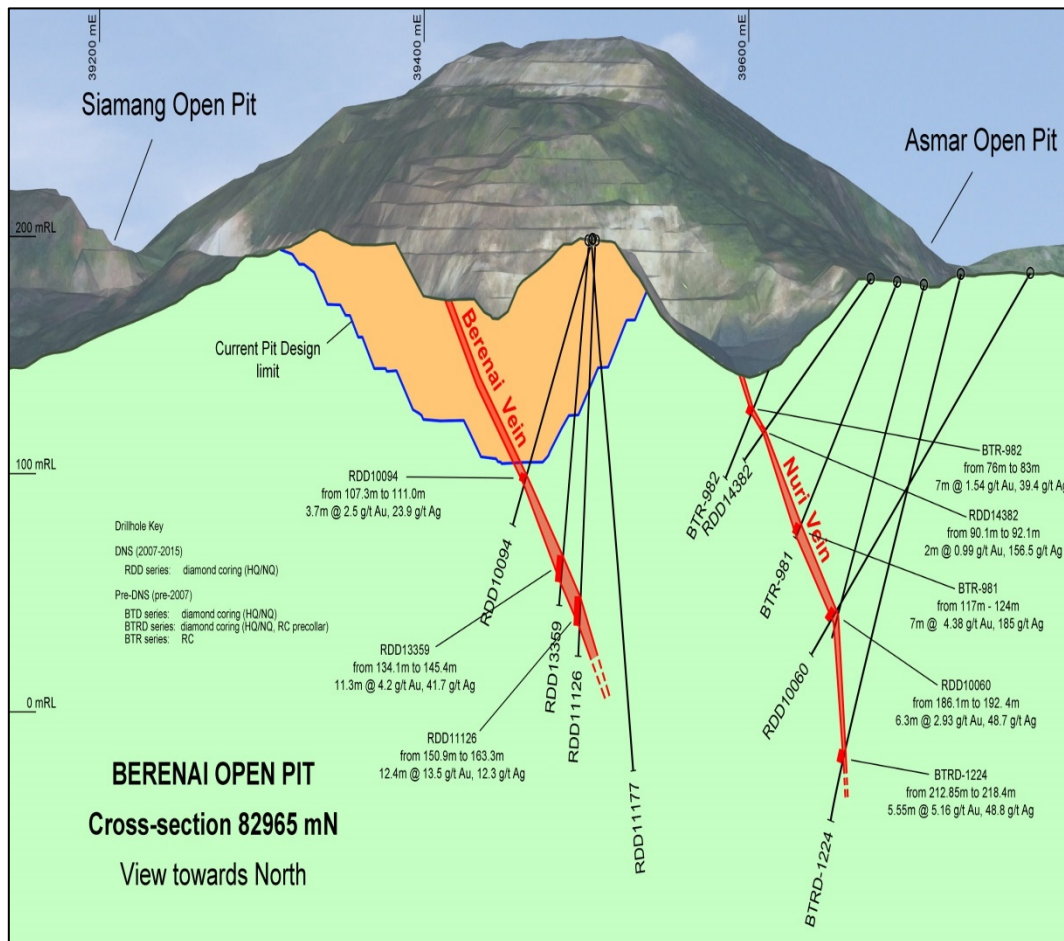 39200 mE
39400 mE
39600 mE
Siamang Open Pit
Asmar Open Pit
200 mRL
Current Pit Design
limit
Berenai Vein
100 mRL
RDD10094
from 107.3m to 111.0m
3.7m @ 2.5 g/t Au, 23.9 g/t Ag
Drillhole Key
DNS (2007-2015)
RDD series: diamond coring (HQ/NQ)
Pre-DNS (pre-2007)
BTD series: diamond coring (HQ/NQ)
BTRD series: diamond coring (HQ/NQ, RC precollar)
BTR series: RC
RDD13359
from 134.1m to 145.4m
11.3m @ 4.2 g/t Au, 41.7 g/t Ag
0 mRL
RDD11126
from 150.9m to 163.3m
12.4m @ 13.5 g/t Au, 12.3 g/t Ag
RDD10094
RDD13359
RDD11126
RDD11177
BTR-982
RDD14382
Nuri Vein
BTR-981
RDD10060
BTRD-1224
BTR-982
from 76m to 83m
7m @ 1.54 g/t Au, 39.4 g/t Ag
RDD14382
from 90.1m to 92.1m
2m @ 0.99 g/t Au, 156.5 g/t Ag
BTR-981
from 117m - 124m
7m @ 4.38 g/t Au, 185 g/t Ag
RDD10060
from 186.1m to 192. 4m
6.3m @ 2.93 g/t Au, 48.7 g/t Ag
BTRD-1224
from 212.85m to 218.4m
5.55m @ 5.16 g/t Au, 48.8 g/t Ag
BERENAI OPEN PIT
Cross-section 82965 mN
View towards North